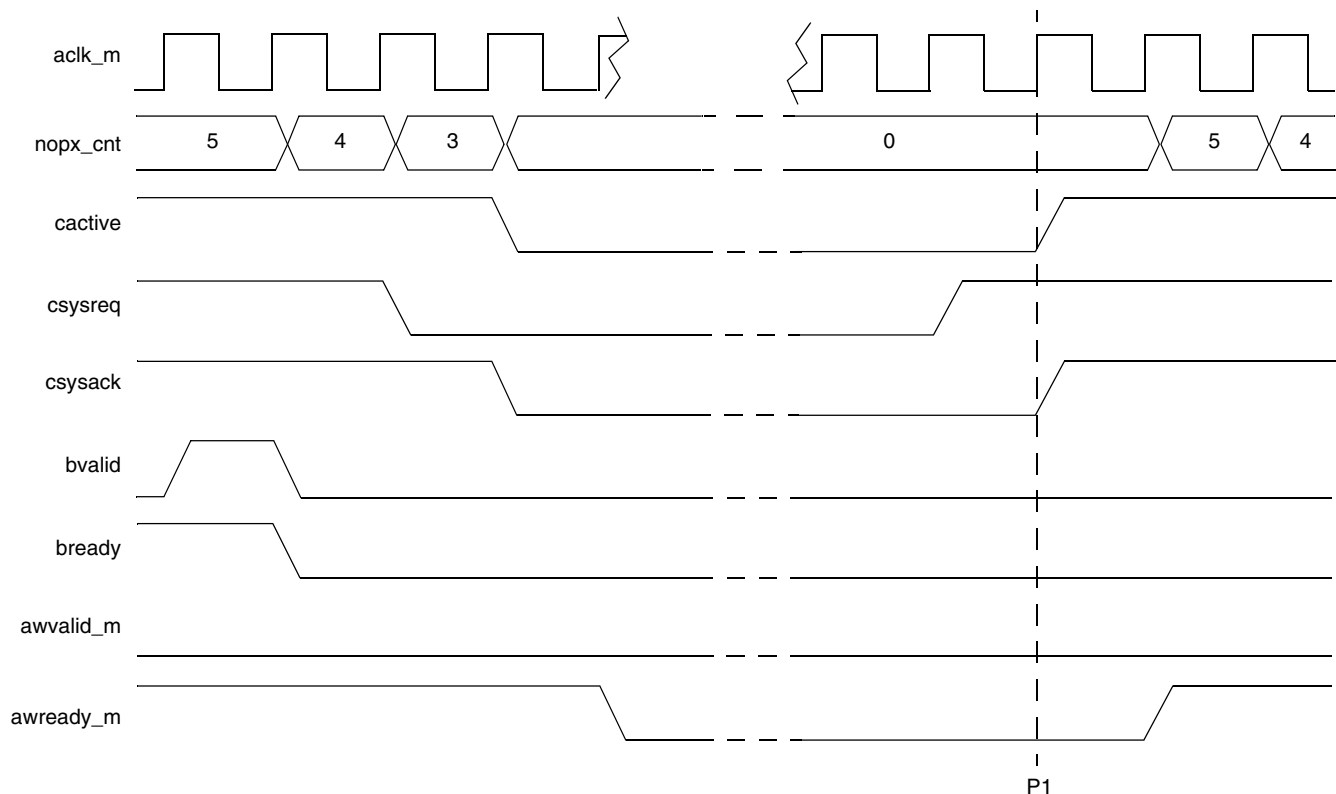 aclk_m
nopx_cnt 5 4 3 0 5 4
cactive
csysreq
csysack
bvalid
bready
awvalid_m
awready_m
P1